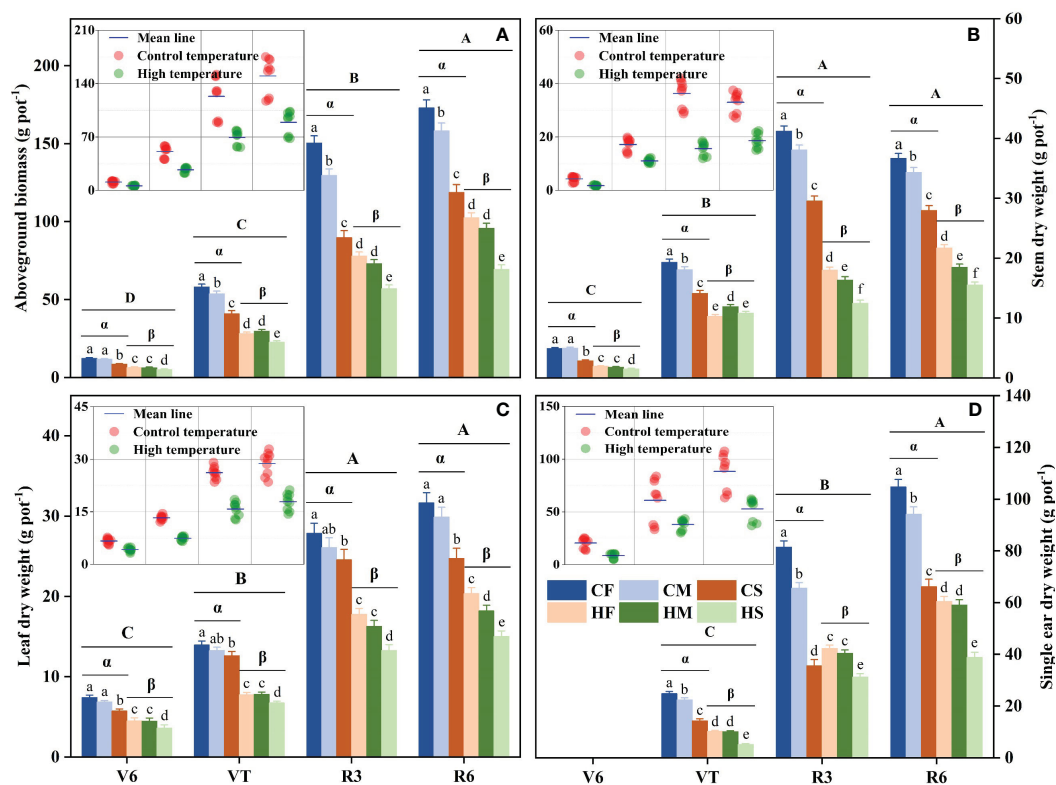 A
Aboveground biomass (g pot⁻¹)
200
150
100
50
0
210
140
70
0
Mean line
Control temperature
High temperature
D
α
β
a a b c c d
C
α
β
a b c d d e
B
α
β
a b c d d e
A
α
β
a b c d d e
B
Stem dry weight (g pot⁻¹)
60
50
40
30
20
10
0
60
40
20
0
Mean line
Control temperature
High temperature
C
α
β
a a b c c d
B
α
β
a b c e d e
A
α
β
a b c d e f
A
α
β
a b c d e f
C
Leaf dry weight (g pot⁻¹)
40
30
20
10
0
45
30
15
0
Mean line
Control temperature
High temperature
C
α
β
a a b c c d
B
α
β
a ab b c c d
A
α
β
a ab b c c d
A
α
β
a a b c d e
V6 VT R3 R6
D
Single ear dry weight (g pot⁻¹)
140
120
100
80
60
40
20
0
150
100
50
0
Mean line
Control temperature
High temperature
CF CM CS
HF HM HS
C
α
β
a b c d d e
B
α
β
a b d c c e
A
α
β
a b c d d e
V6 VT R3 R6